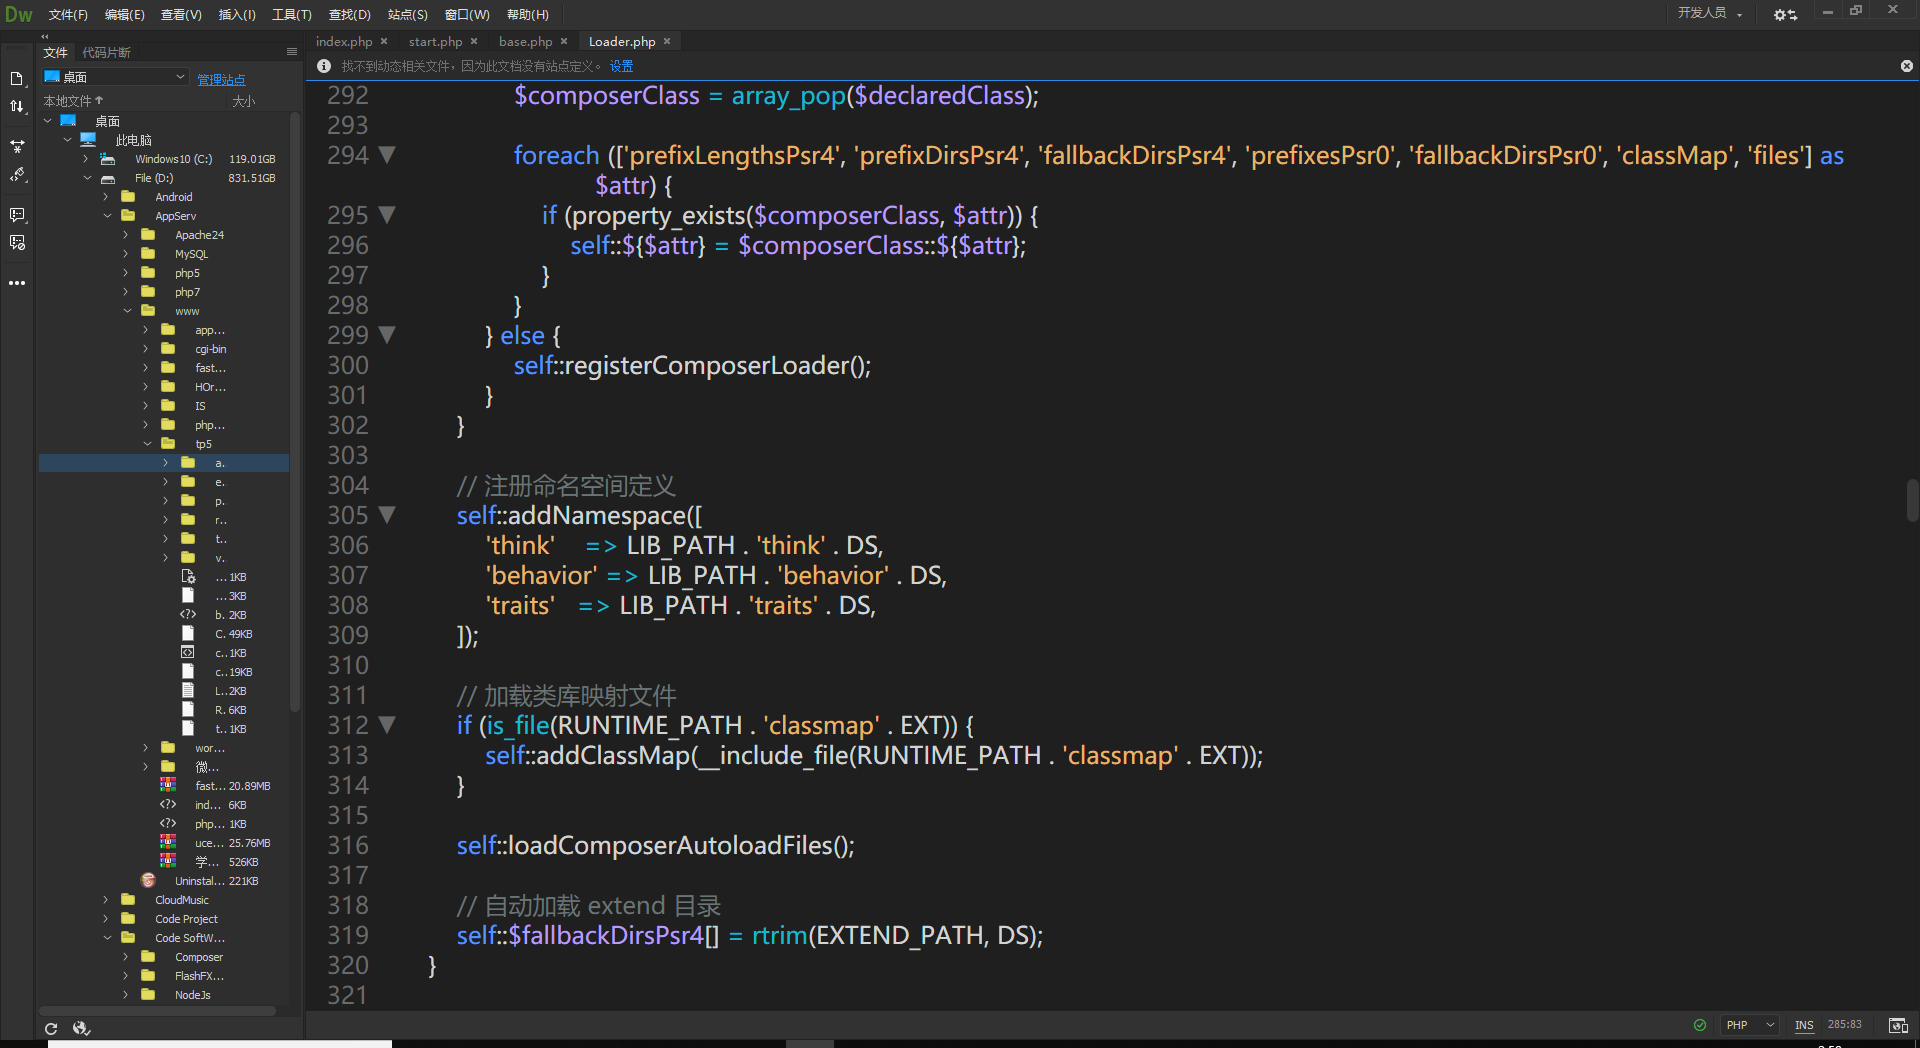 Dw 文件(F) 编辑(E) 查看(V) 插入(I) 工具(T) 查找(D) 站点(S) 窗口(W) 帮助(H) 开发人员
文件 代码片断
桌面 管理站点
本地文件 大小
桌面
此电脑
Windows10 (C:) 119.01GB
File (D:) 831.51GB
Android
AppServ
Apache24
MySQL
php5
php7
www
app...
cgi-bin
fast...
HOr...
IS
php...
tp5
a..
e..
p..
r..
t..
v..
... 1KB
... 3KB
b.. 2KB
C.. 49KB
c.. 1KB
c.. 19KB
L.. 2KB
R. 6KB
t.. 1KB
wor...
微...
fast... 20.89MB
ind... 6KB
php... 1KB
uce... 25.76MB
学... 526KB
Uninstal... 221KB
CloudMusic
Code Project
Code SoftW...
Composer
FlashFX...
NodeJs
index.php start.php base.php Loader.php
找不到动态相关文件，因为此文档没有站点定义。 设置
292 $composerClass = array_pop($declaredClass);
293
294 foreach (['prefixLengthsPsr4', 'prefixDirsPsr4', 'fallbackDirsPsr4', 'prefixesPsr0', 'fallbackDirsPsr0', 'classMap', 'files'] as
$attr) {
295 if (property_exists($composerClass, $attr)) {
296 self::${$attr} = $composerClass::${$attr};
297 }
298 }
299 } else {
300 self::registerComposerLoader();
301 }
302 }
303
304 // 注册命名空间定义
305 self::addNamespace([
306 'think' => LIB_PATH . 'think' . DS,
307 'behavior' => LIB_PATH . 'behavior' . DS,
308 'traits' => LIB_PATH . 'traits' . DS,
309 ]);
310
311 // 加载类库映射文件
312 if (is_file(RUNTIME_PATH . 'classmap' . EXT)) {
313 self::addClassMap(__include_file(RUNTIME_PATH . 'classmap' . EXT));
314 }
315
316 self::loadComposerAutoloadFiles();
317
318 // 自动加载 extend 目录
319 self::$fallbackDirsPsr4[] = rtrim(EXTEND_PATH, DS);
320 }
321
PHP INS 285:83